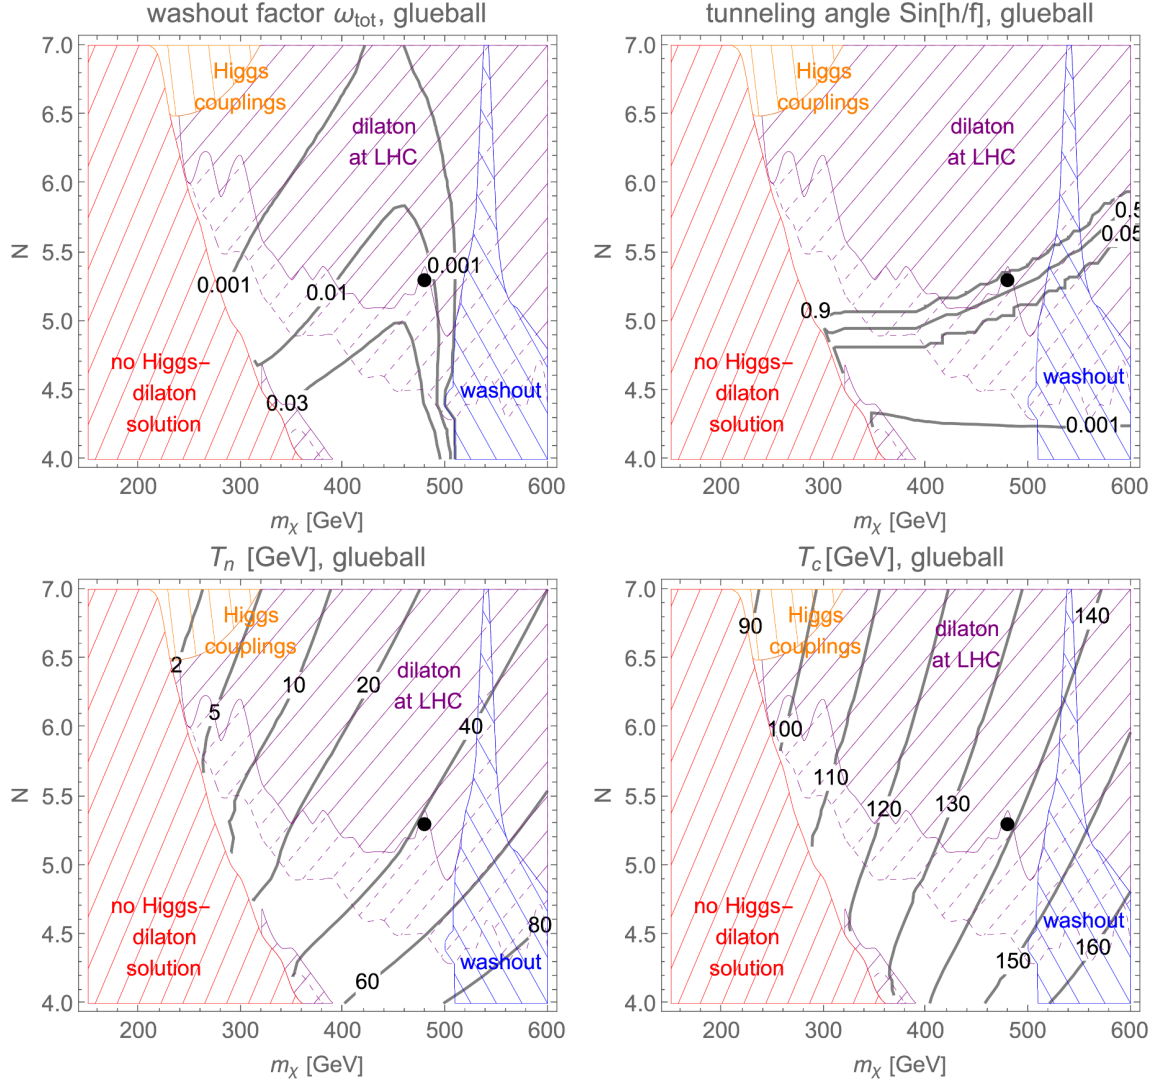 washout factor ω_tot, glueball
7.0
6.5
6.0
5.5
5.0
4.5
4.0
N
Higgs
couplings
dilaton
at LHC
0.001
0.001
0.01
0.03
no Higgs–
dilaton
solution
washout
200
300
400
500
600
m_χ [GeV]
tunneling angle Sin[h/f], glueball
7.0
6.5
6.0
5.5
5.0
4.5
4.0
N
Higgs
couplings
dilaton
at LHC
0.5
0.05
0.9
no Higgs–
dilaton
solution
washout
0.001
200
300
400
500
600
m_χ [GeV]
T_n [GeV], glueball
7.0
6.5
6.0
5.5
5.0
4.5
4.0
N
Higgs
couplings
dilaton
at LHC
2
5
10
20
40
60
80
no Higgs–
dilaton
solution
washout
200
300
400
500
600
m_χ [GeV]
T_c [GeV], glueball
7.0
6.5
6.0
5.5
5.0
4.5
4.0
N
Higgs
couplings
dilaton
at LHC
90
100
110
120
130
140
150
160
no Higgs–
dilaton
solution
washout
200
300
400
500
600
m_χ [GeV]